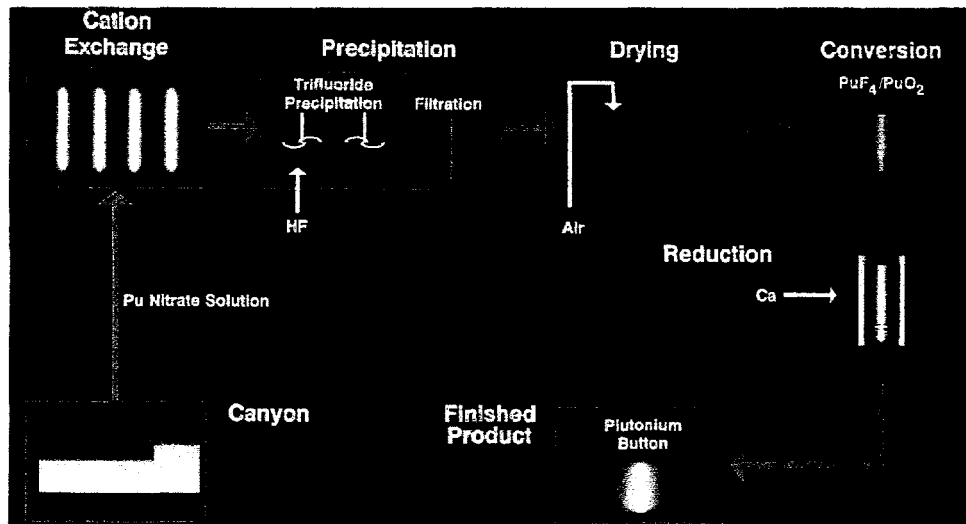 Cation
Exchange
Precipitation
Drying
Conversion
Trifluoride
Precipitation
Filtration
PuF4/PuO2
HF
Air
Reduction
Ca
Pu Nitrate Solution
Canyon
Finished
Product
Plutonium
Button